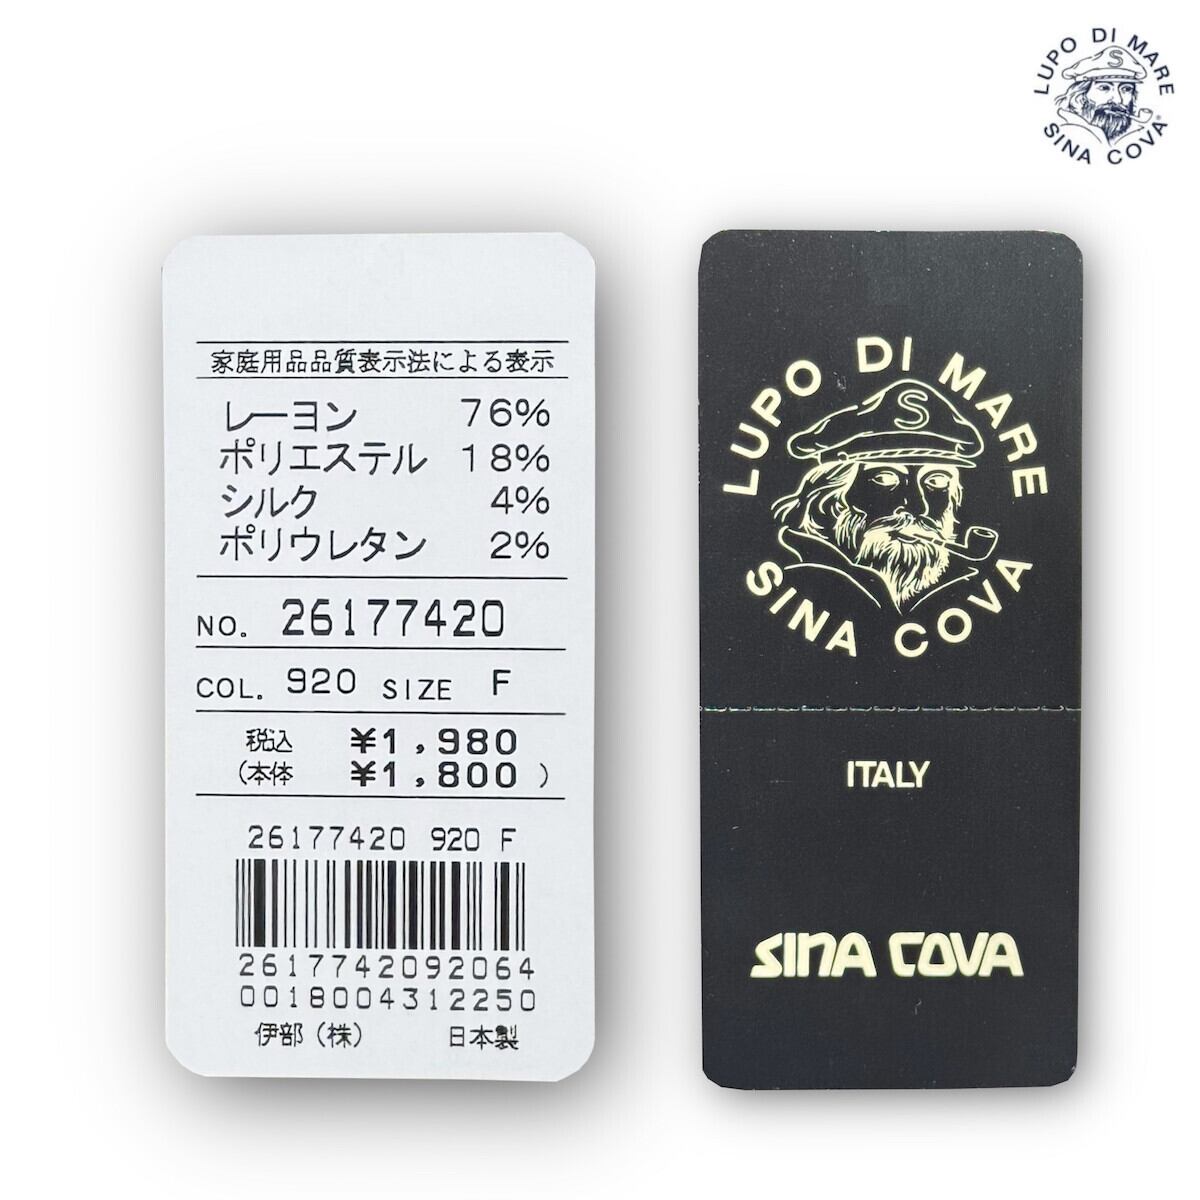 LUPO DI MARE
S
SINA COVA®
家庭用品品質表示法による表示
レーヨン 76%
ポリエステル 18%
シルク 4%
ポリウレタン 2%
NO. 26177420
COL. 920 SIZE F
税込 ¥1,980
(本体 ¥1,800)
26177420 920 F
2617742092064
0018004312250
伊部(株) 日本製
LUPO DI MARE
S
SINA COVA
ITALY
SINA COVA